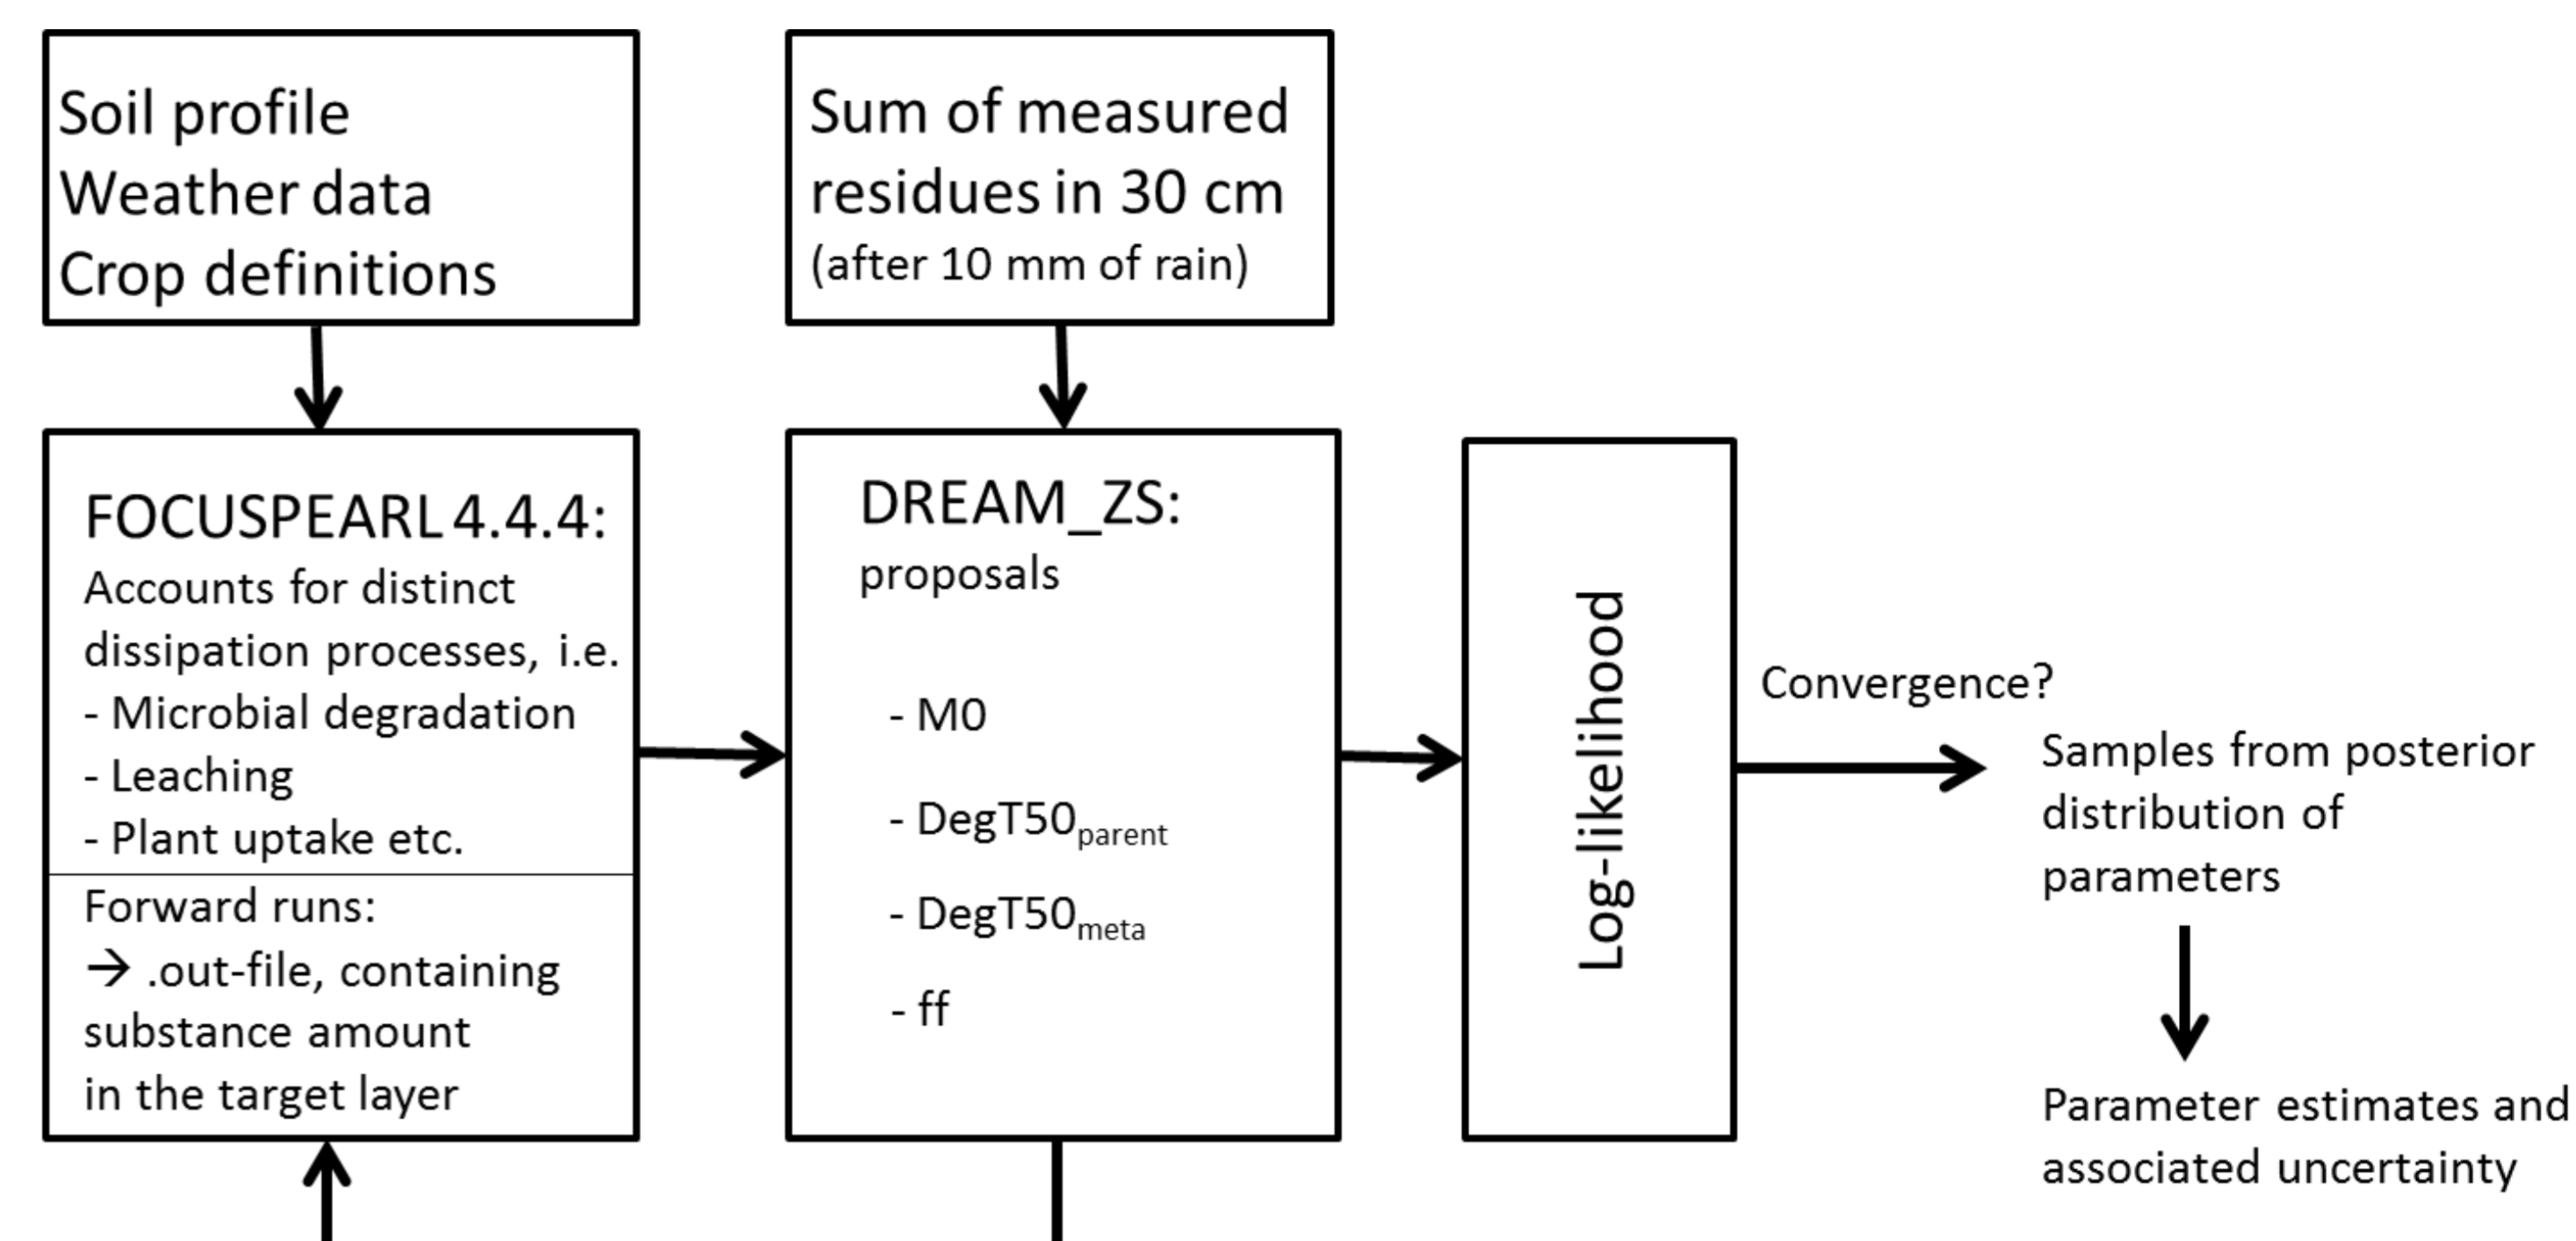 Soil profile
Weather data
Crop definitions
Sum of measured
residues in 30 cm
(after 10 mm of rain)
FOCUSPEARL 4.4.4:
Accounts for distinct
dissipation processes, i.e.
- Microbial degradation
- Leaching
- Plant uptake etc.
Forward runs:
→ .out-file, containing
substance amount
in the target layer
DREAM_ZS:
proposals
- M0
- DegT50parent
- DegT50meta
- ff
Log-likelihood
Convergence?
Samples from posterior
distribution of
parameters
Parameter estimates and
associated uncertainty